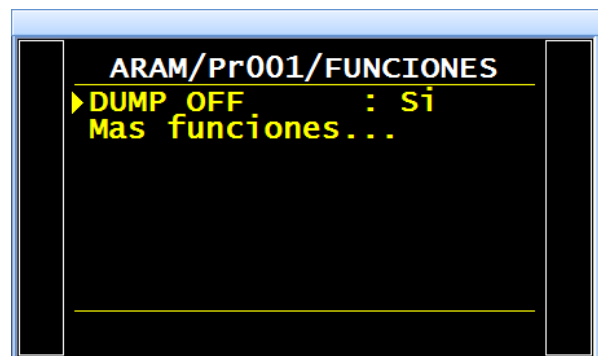 ARAM/Pr001/FUNCIONES
DUMP OFF : Si
Mas funciones...